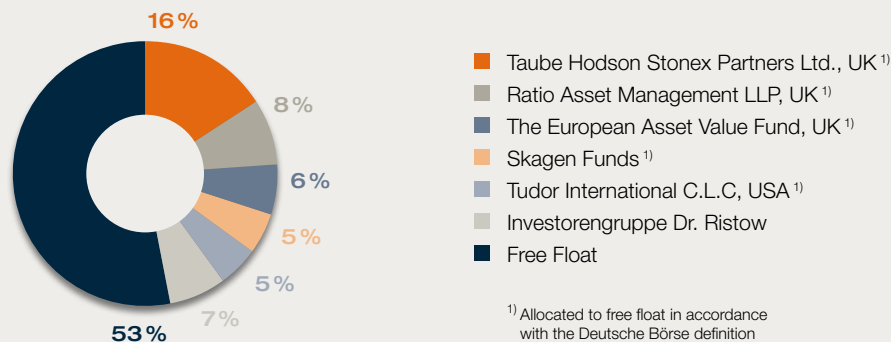 16 %
8 %
6 %
5 %
5 %
7 %
53 %
Taube Hodson Stonex Partners Ltd., UK 1)
Ratio Asset Management LLP, UK 1)
The European Asset Value Fund, UK 1)
Skagen Funds 1)
Tudor International C.L.C, USA 1)
Investorengruppe Dr. Ristow
Free Float
1) Allocated to free float in accordance
with the Deutsche Börse definition